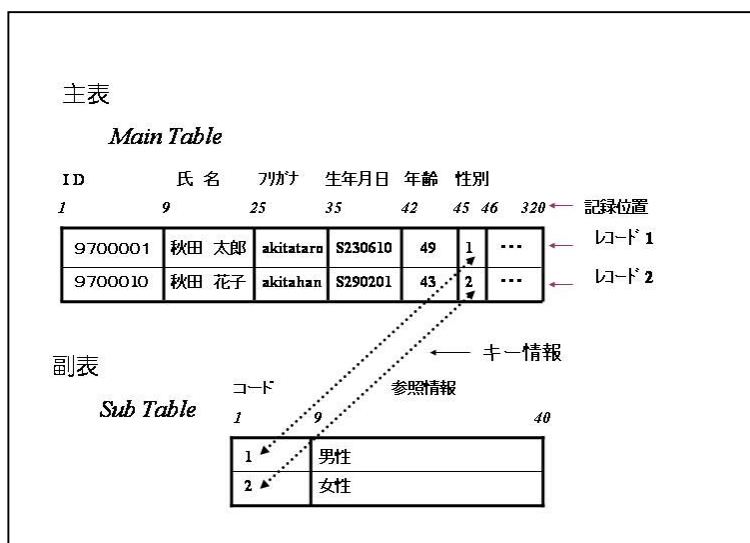 主表
Main Table
ID 氏 名 フリガナ 生年月日 年齢 性別
1 9 25 35 42 45 46 320 記録位置
9700001 秋田 太郎 akitataro S230610 49 1 ··· レコード 1
9700010 秋田 花子 akitahan S290201 43 2 ··· レコード 2
キー情報
副表
Sub Table
コード 参照情報
1 9 40
1 男性
2 女性